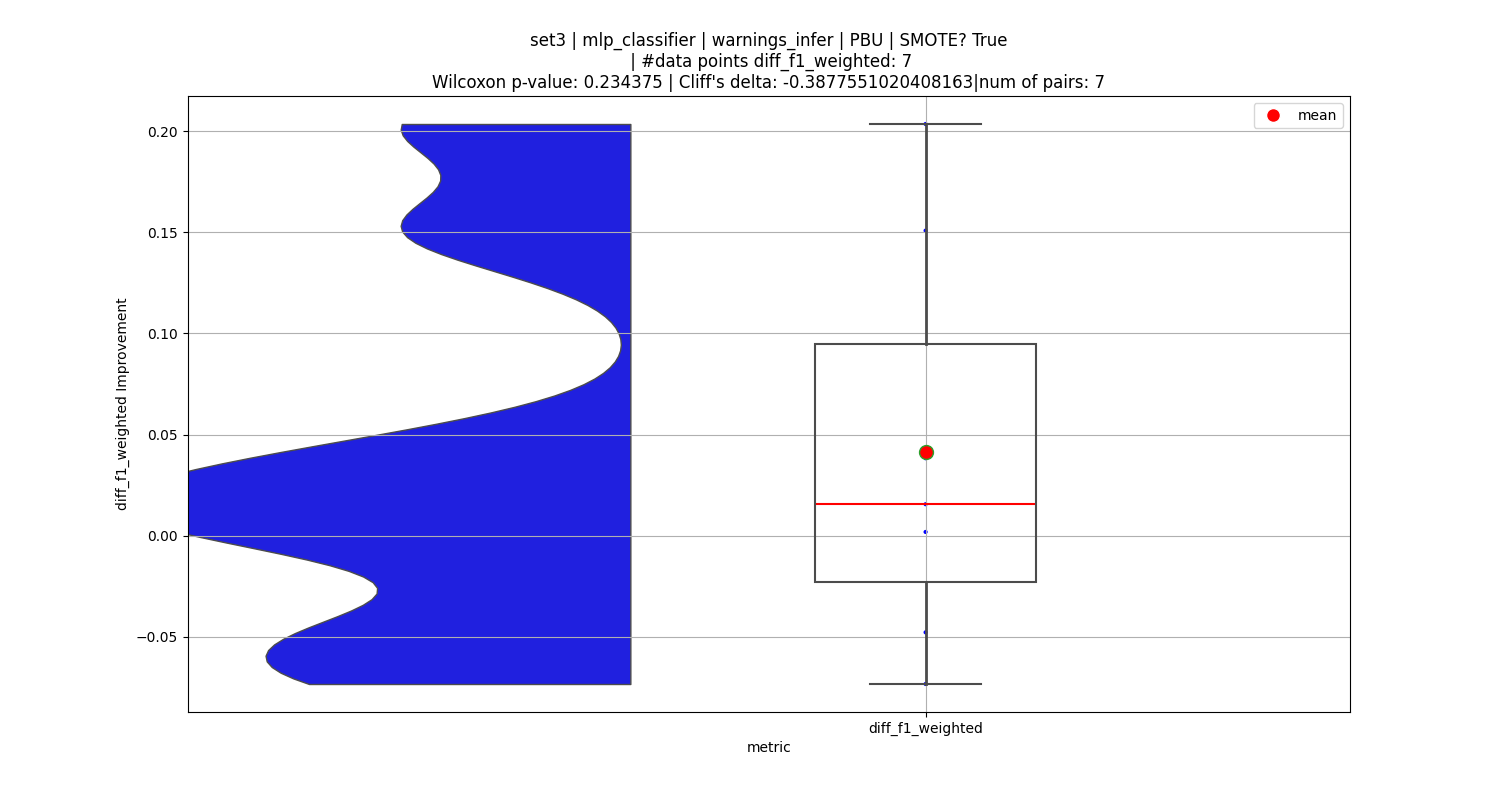 set3 | mlp_classifier | warnings_infer | PBU | SMOTE? True
| #data points diff_f1_weighted: 7
Wilcoxon p-value: 0.234375 | Cliff's delta: -0.3877551020408163|num of pairs: 7
mean
0.20
0.15
0.10
0.05
0.00
−0.05
diff_f1_weighted Improvement
diff_f1_weighted
metric